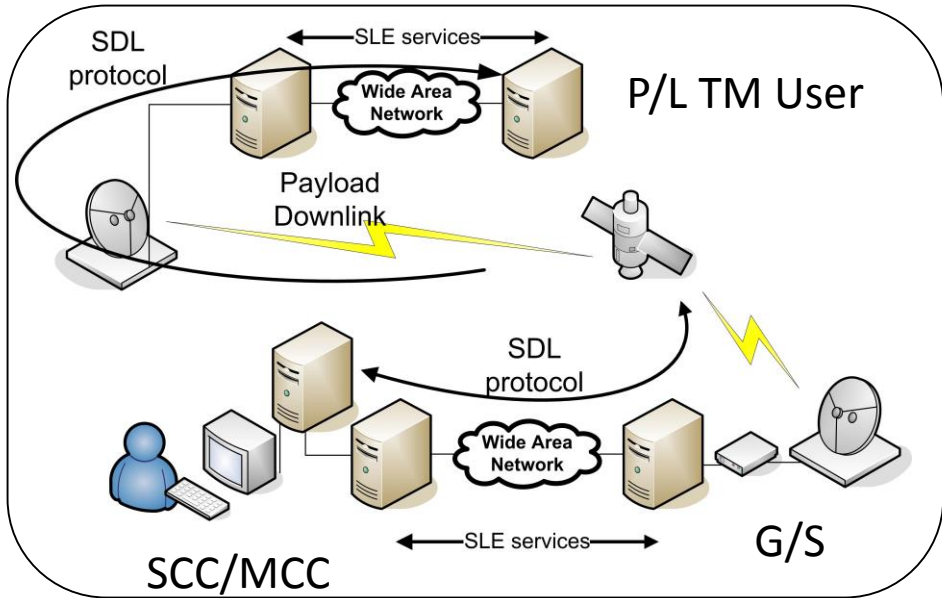 SDL
protocol
SLE services
Wide Area
Network
P/L TM User
Payload
Downlink
SDL
protocol
Wide Area
Network
SLE services
G/S
SCC/MCC